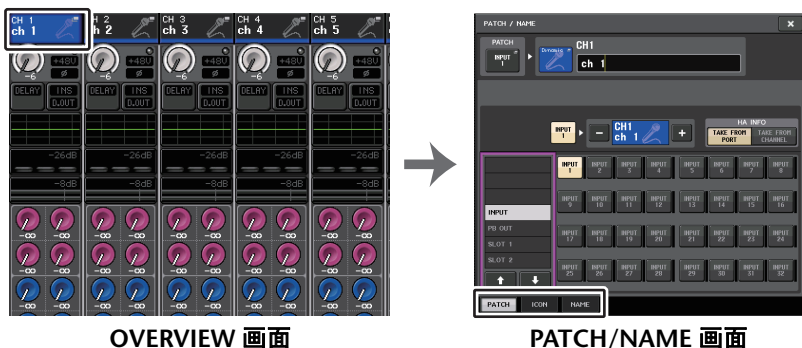 CH 1 CH 2 CH 3 CH 4 CH 5
ch 1 ch 2 ch 3 ch 4 ch 5
+48V +48V +48V +48V +48V
-6 ø -6 ø -6 ø -6 ø -6 ø
DELAY INS DELAY INS DELAY INS DELAY INS DELAY INS
D.OUT D.OUT D.OUT D.OUT D.OUT
-26dB -26dB -26dB -26dB -26dB
-8dB -8dB -8dB -8dB -8dB
-∞ -∞ -∞ -∞ -∞ -∞ -∞ -∞ -∞ -∞
-∞ -∞ -∞ -∞ -∞ -∞ -∞ -∞ -∞ -∞
-∞ -∞ -∞ -∞ -∞ -∞ -∞ -∞ -∞ -∞
OVERVIEW 画面
PATCH / NAME
PATCH
INPUT 1
Dynamic
CH1
ch 1
INPUT 1
CH1
ch 1
HA INFO
TAKE FROM PORT
TAKE FROM CHANNEL
INPUT
PB OUT
SLOT 1
SLOT 2
INPUT 1 INPUT 2 INPUT 3 INPUT 4 INPUT 5 INPUT 6 INPUT 7 INPUT 8
INPUT 9 INPUT 10 INPUT 11 INPUT 12 INPUT 13 INPUT 14 INPUT 15 INPUT 16
INPUT 17 INPUT 18 INPUT 19 INPUT 20 INPUT 21 INPUT 22 INPUT 23 INPUT 24
INPUT 25 INPUT 26 INPUT 27 INPUT 28 INPUT 29 INPUT 30 INPUT 31 INPUT 32
PATCH ICON NAME
PATCH/NAME 画面